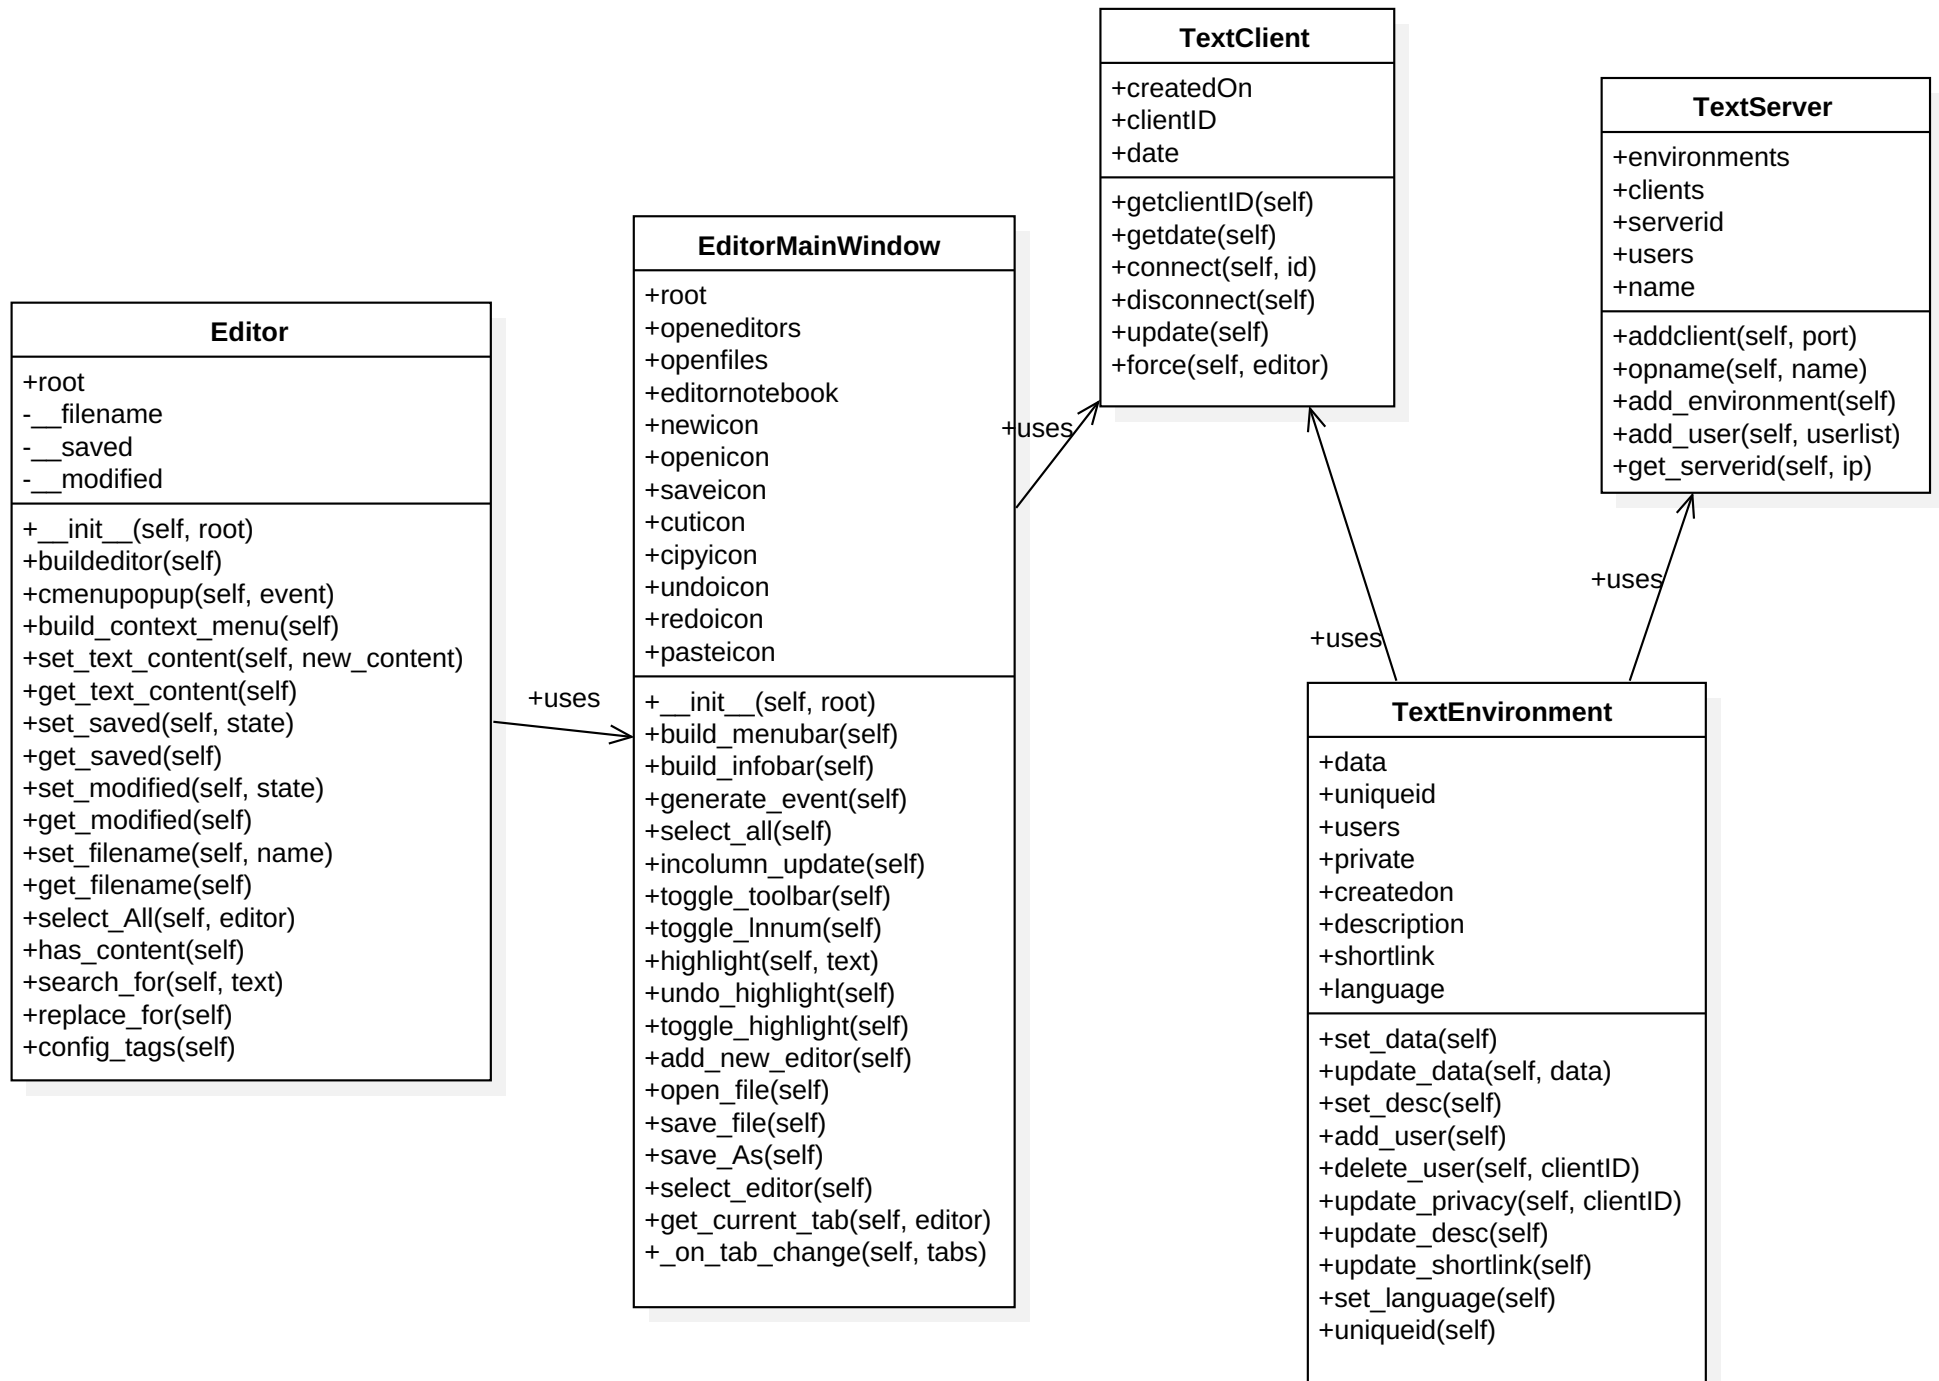 TextClient
+createdOn
+clientID
+date
+getclientID(self)
+getdate(self)
+connect(self, id)
+disconnect(self)
+update(self)
+force(self, editor)
TextServer
+environments
+clients
+serverid
+users
+name
+addclient(self, port)
+opname(self, name)
+add_environment(self)
+add_user(self, userlist)
+get_serverid(self, ip)
EditorMainWindow
+root
+openeditors
+openfiles
+editornotebook
+newicon
+openicon
+saveicon
+cuticon
+cipyicon
+undoicon
+redoicon
+pasteicon
+__init__(self, root)
+build_menubar(self)
+build_infobar(self)
+generate_event(self)
+select_all(self)
+incolumn_update(self)
+toggle_toolbar(self)
+toggle_lnnum(self)
+highlight(self, text)
+undo_highlight(self)
+toggle_highlight(self)
+add_new_editor(self)
+open_file(self)
+save_file(self)
+save_As(self)
+select_editor(self)
+get_current_tab(self, editor)
+_on_tab_change(self, tabs)
Editor
+root
-__filename
-__saved
-__modified
+__init__(self, root)
+buildeditor(self)
+cmenupopup(self, event)
+build_context_menu(self)
+set_text_content(self, new_content)
+get_text_content(self)
+set_saved(self, state)
+get_saved(self)
+set_modified(self, state)
+get_modified(self)
+set_filename(self, name)
+get_filename(self)
+select_All(self, editor)
+has_content(self)
+search_for(self, text)
+replace_for(self)
+config_tags(self)
+uses
+uses
+uses
+uses
TextEnvironment
+data
+uniqueid
+users
+private
+createdon
+description
+shortlink
+language
+set_data(self)
+update_data(self, data)
+set_desc(self)
+add_user(self)
+delete_user(self, clientID)
+update_privacy(self, clientID)
+update_desc(self)
+update_shortlink(self)
+set_language(self)
+uniqueid(self)